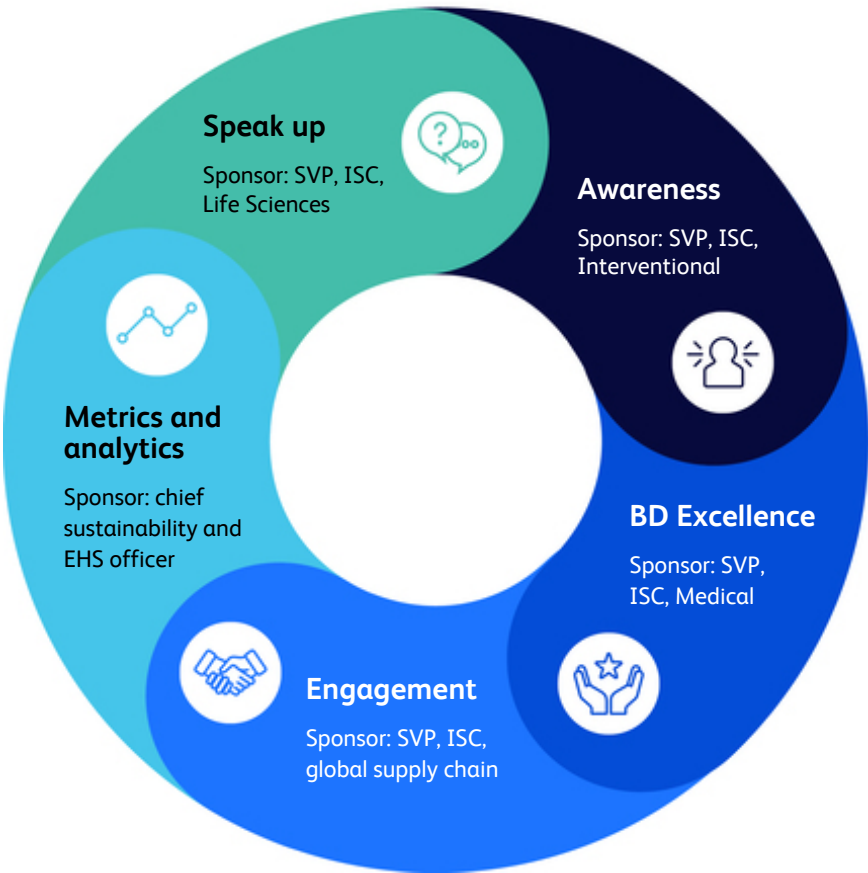 Speak up
Sponsor: SVP, ISC,
Life Sciences
Awareness
Sponsor: SVP, ISC,
Interventional
BD Excellence
Sponsor: SVP,
ISC, Medical
Engagement
Sponsor: SVP, ISC,
global supply chain
Metrics and
analytics
Sponsor: chief
sustainability and
EHS officer